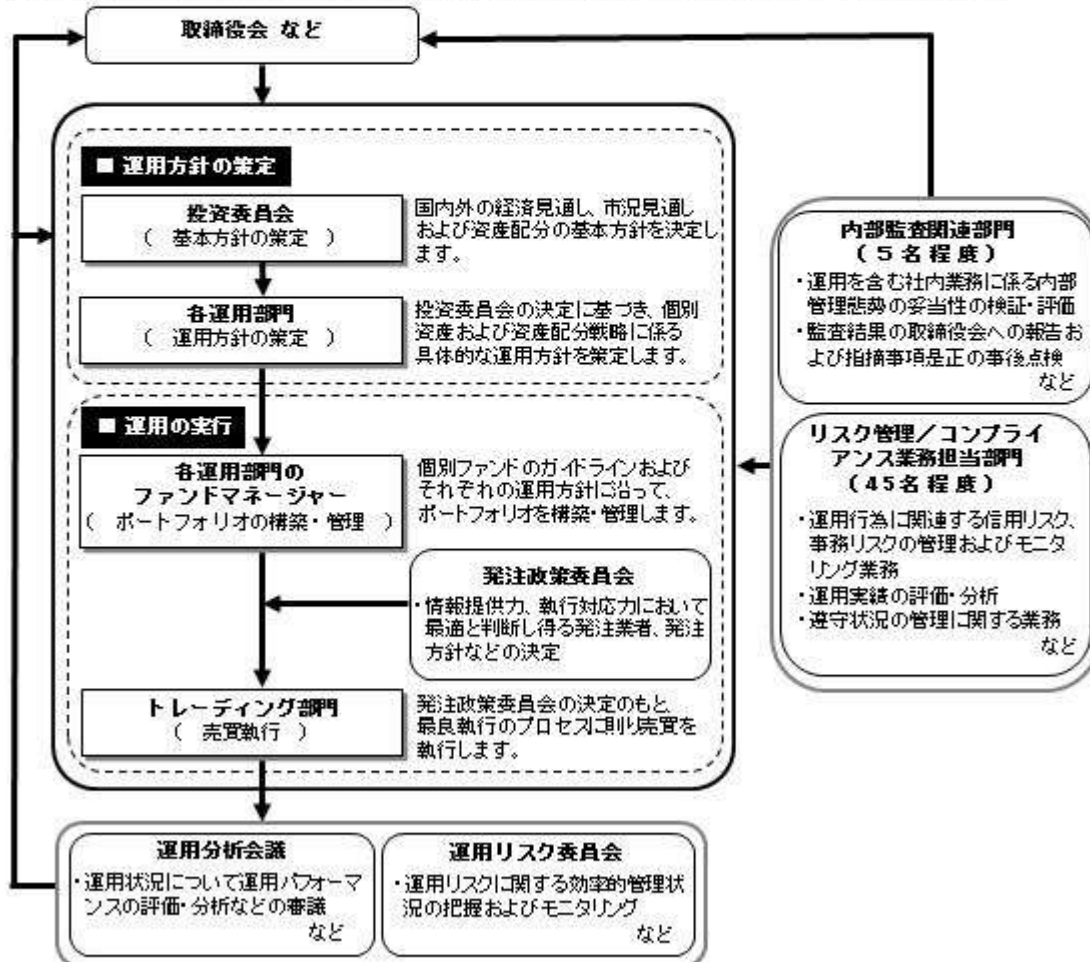 取締役会 など
■ 運用方針の策定
投資委員会
( 基本方針の策定 )
国内外の経済見通し、市況見通し
および資産配分の基本方針を決定し
ます。
各運用部門
( 運用方針の策定 )
投資委員会の決定に基づき、個別
資産および資産配分戦略に係る
具体的な運用方針を策定します。
■ 運用の実行
各運用部門の
ファンドマネージャー
( ポートフォリオの構築・管理 )
個別ファンドのガイドラインおよび
それぞれの運用方針に沿って、
ポートフォリオを構築・管理します。
発注政策委員会
・情報提供力、執行対応力において
最適と判断し得る発注業者、発注
方針などの決定
トレーディング部門
( 売買執行 )
発注政策委員会の決定のもと
最良執行のプロセスに則り売買を
執行します。
運用分析会議
・運用状況について運用パフォーマ
ンスの評価・分析などの審議
など
運用リスク委員会
・運用リスクに関する効率的管理状
況の把握およびモニタリング
など
内部監査関連部門
(5名程度)
・運用を含む社内業務に係る内部
管理態勢の妥当性の検証・評価
・監査結果の取締役会への報告お
よび指摘事項是正の事後点検
など
リスク管理/コンプライ
アンス業務担当部門
(45名程度)
・運用行為に関連する信用リスク、
事務リスクの管理およびモニタ
リング業務
・運用実績の評価・分析
・遵守状況の管理に関する業務
など